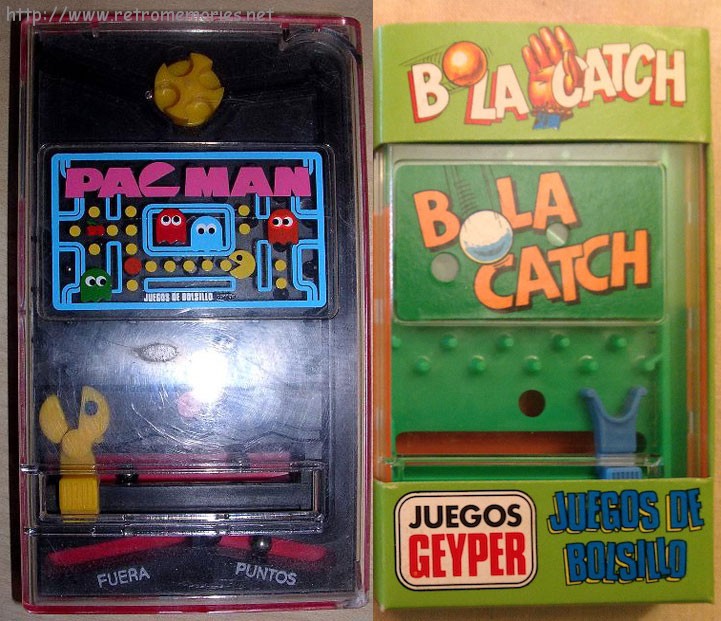 http://www.retromemories.net
PAC MAN
JUEGOS DE BOLSILLO
FUERA
PUNTOS
BOLA CATCH
BOLA
CATCH
JUEGOS
GEYPER
JUEGOS DE
BOLSILLO